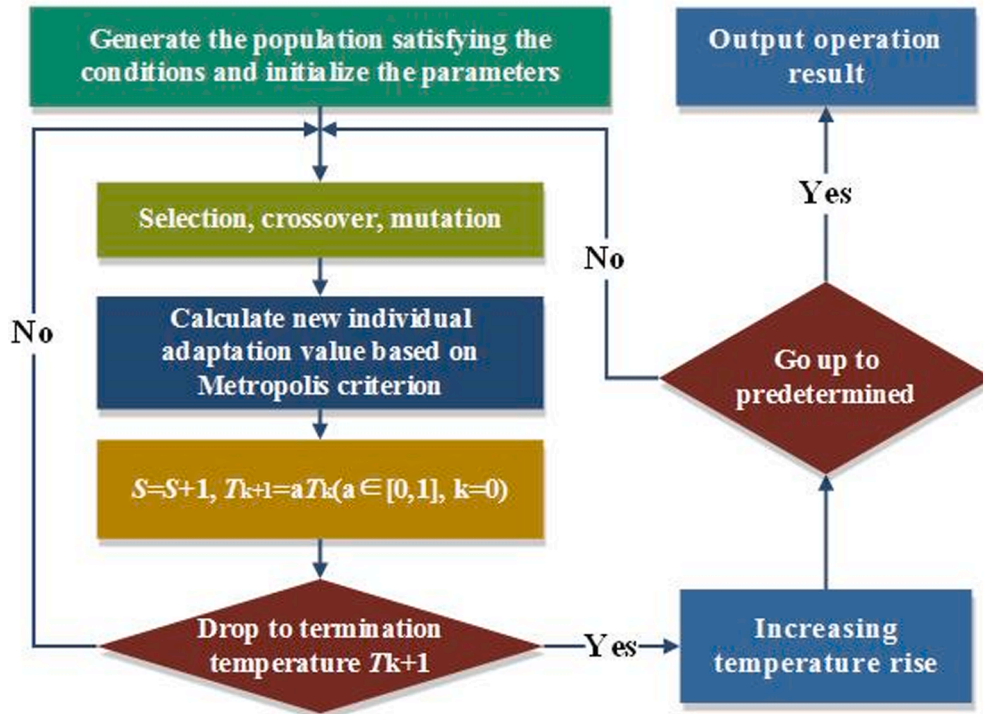 Generate the population satisfying the
conditions and initialize the parameters
Selection, crossover, mutation
Calculate new individual
adaptation value based on
Metropolis criterion
S=S+1, Tk+1=aTk(a∈[0,1], k=0)
Drop to termination
temperature Tk+1
No
Yes
Increasing
temperature rise
Go up to
predetermined
No
Yes
Output operation
result